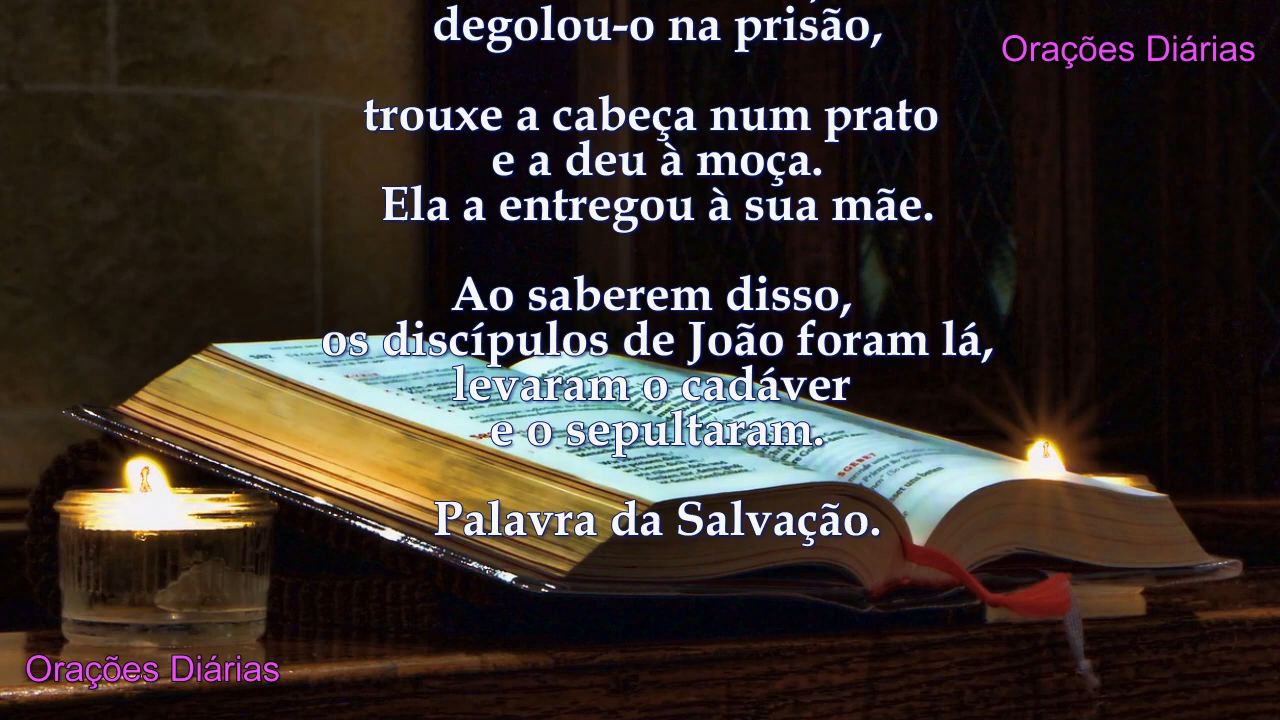 degolou-o na prisão,
Orações Diárias
trouxe a cabeça num prato
e a deu à moça.
Ela a entregou à sua mãe.
Ao saberem disso,
os discípulos de João foram lá,
levaram o cadáver
e o sepultaram.
Palavra da Salvação.
Orações Diárias